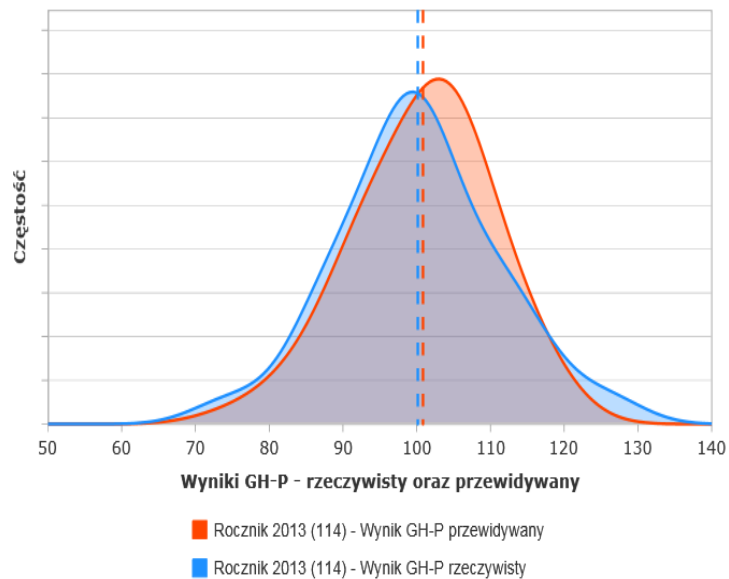 Częstość
50 60 70 80 90 100 110 120 130 140
Wyniki GH-P - rzeczywisty oraz przewidywany
Rocznik 2013 (114) - Wynik GH-P przewidywany
Rocznik 2013 (114) - Wynik GH-P rzeczywisty